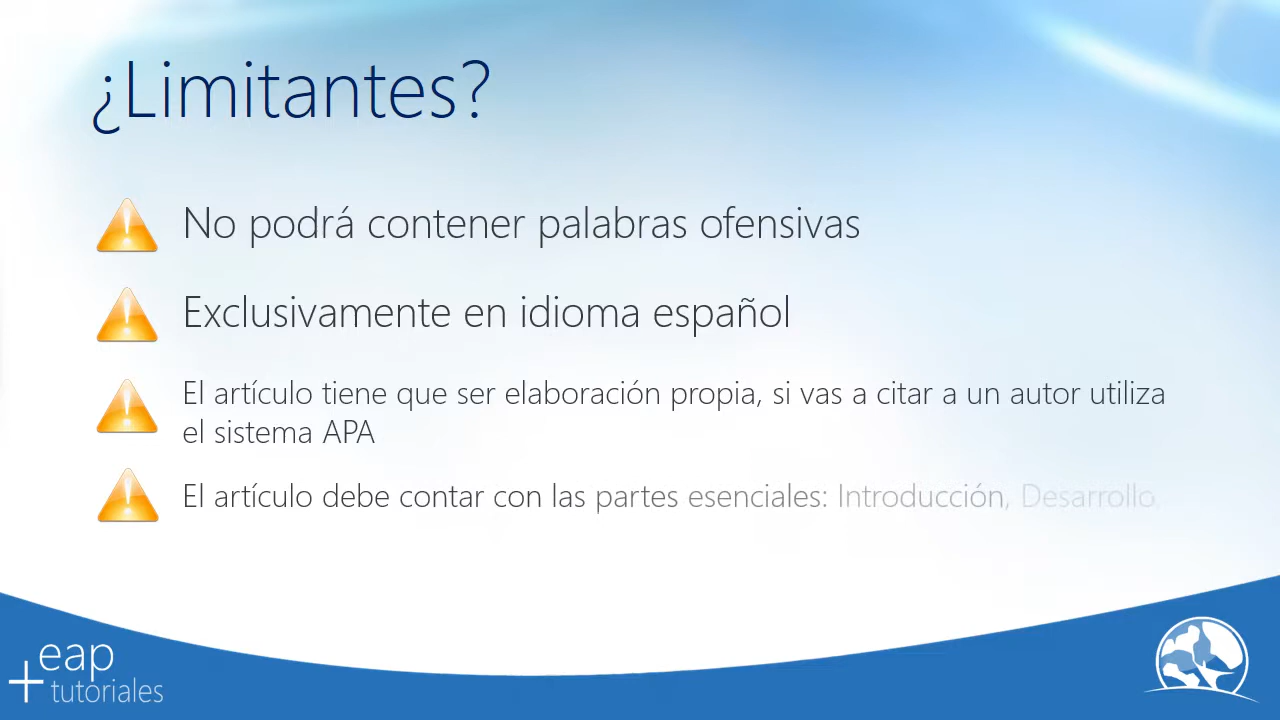 ¿Limitantes?
No podrá contener palabras ofensivas
Exclusivamente en idioma español
El artículo tiene que ser elaboración propia, si vas a citar a un autor utiliza
el sistema APA
El artículo debe contar con las partes esenciales: Introducción, Desarrollo,
eap
+tutoriales